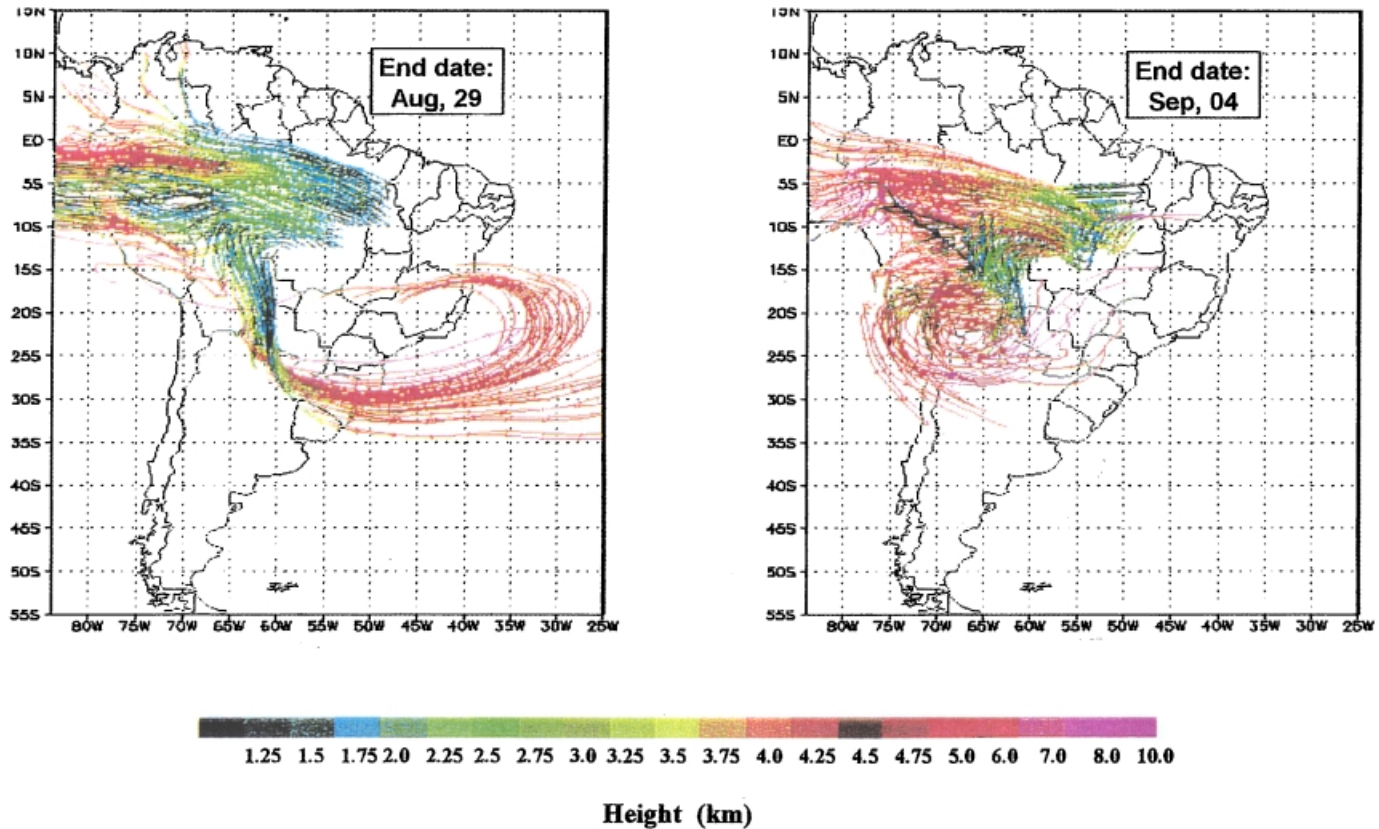 15N
10N
5N
EQ
5S
10S
15S
20S
25S
30S
35S
40S
45S
50S
55S
80W 75W 70W 65W 60W 55W 50W 45W 40W 35W 30W 25W
End date:
Aug, 29
15N
10N
5N
EQ
5S
10S
15S
20S
25S
30S
35S
40S
45S
50S
55S
80W 75W 70W 65W 60W 55W 50W 45W 40W 35W 30W 25W
End date:
Sep, 04
1.25 1.5 1.75 2.0 2.25 2.5 2.75 3.0 3.25 3.5 3.75 4.0 4.25 4.5 4.75 5.0 6.0 7.0 8.0 10.0
Height (km)